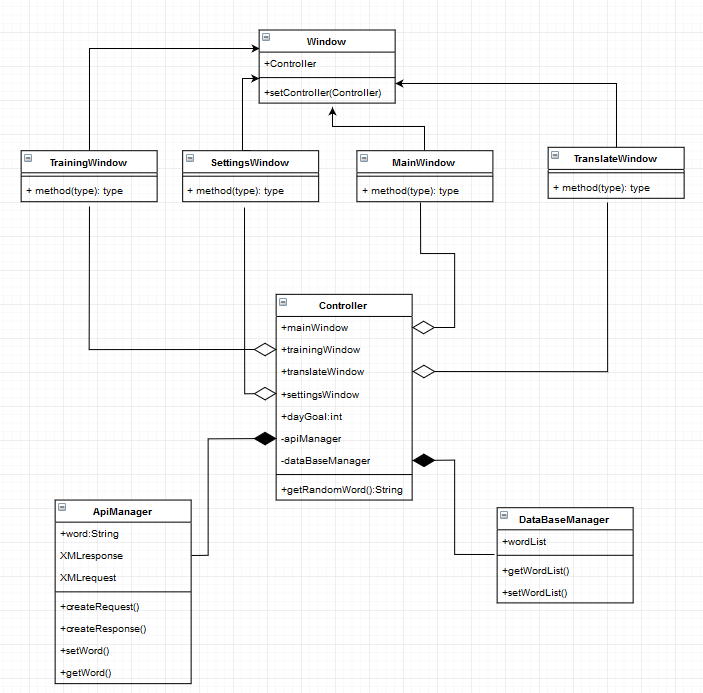 Window
+Controller
+setController(Controller)
TrainingWindow
+ method(type): type
SettingsWindow
+ method(type): type
MainWindow
+ method(type): type
TranslateWindow
+ method(type): type
Controller
+mainWindow
+trainingWindow
+translateWindow
+settingsWindow
+dayGoal:int
-apiManager
-dataBaseManager
+getRandomWord():String
ApiManager
+word:String
XMLresponse
XMLrequest
+createRequest()
+createResponse()
+setWord()
+getWord()
DataBaseManager
+wordList
+getWordList()
+setWordList()